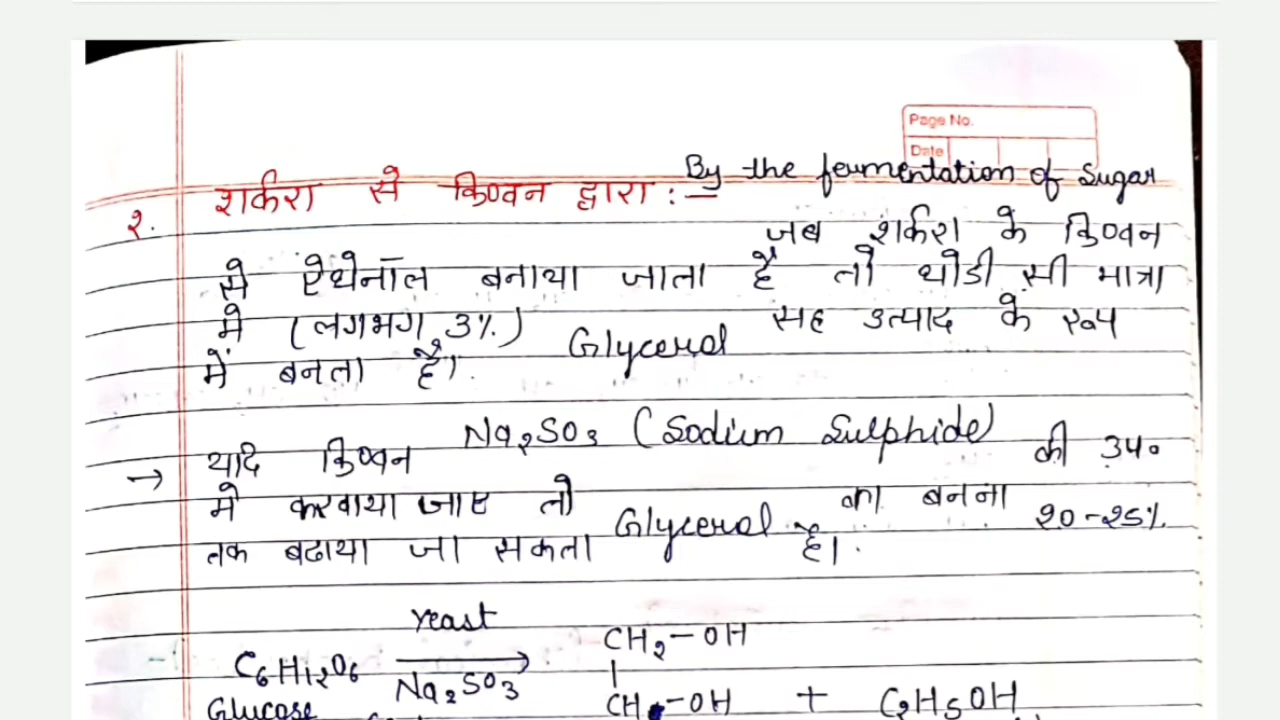 Page No.
Date
२. शर्करा से किण्वन द्वारा :- By the fermentation of Sugar
जब शर्करा के किण्वन
से ऐथेनॉल बनाया जाता है तो थोडी सी मात्रा
मे (लगभग 3%) Glycerol सह उत्पाद के रूप
में बनता है।
→ यदि किण्वन Na2SO3 (Sodium Sulphide) की उप०
मे करवाया जाए तो Glycerol का बनना 20-25%
तक बढाया जा सकता है।
yeast
C6H12O6 ⟶ CH2-OH
Glucose Na2SO3 CH-OH + C2H5OH